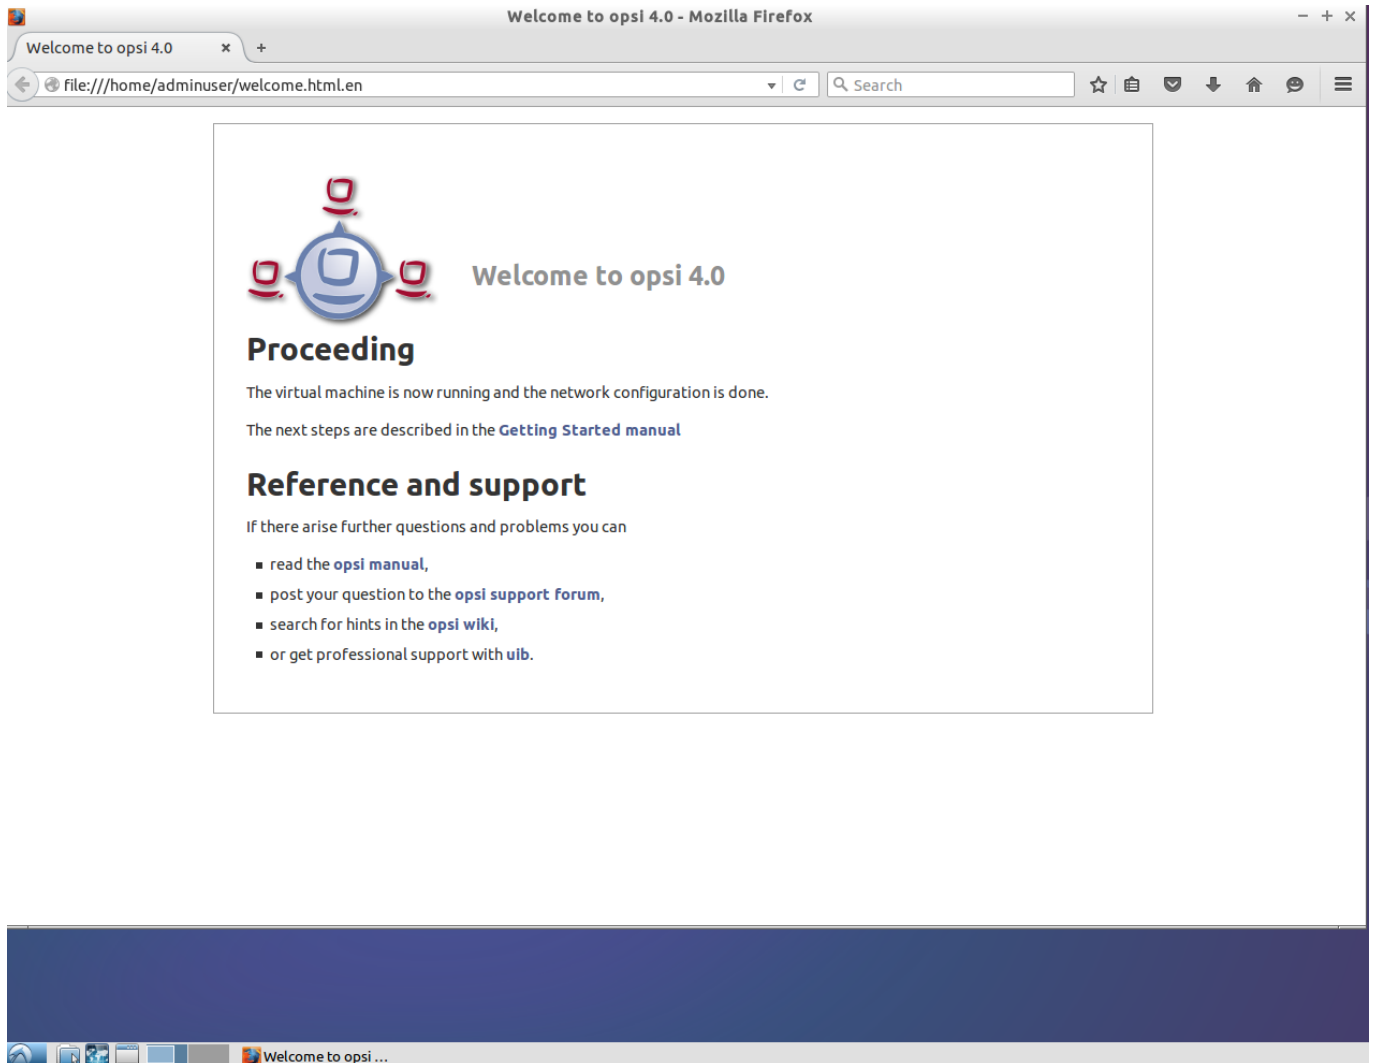 Welcome to opsi 4.0 - Mozilla Firefox
Welcome to opsi 4.0
file:///home/adminuser/welcome.html.en
Search
Welcome to opsi 4.0
Proceeding
The virtual machine is now running and the network configuration is done.
The next steps are described in the Getting Started manual
Reference and support
If there arise further questions and problems you can
read the opsi manual,
post your question to the opsi support forum,
search for hints in the opsi wiki,
or get professional support with uib.
Welcome to opsi ...